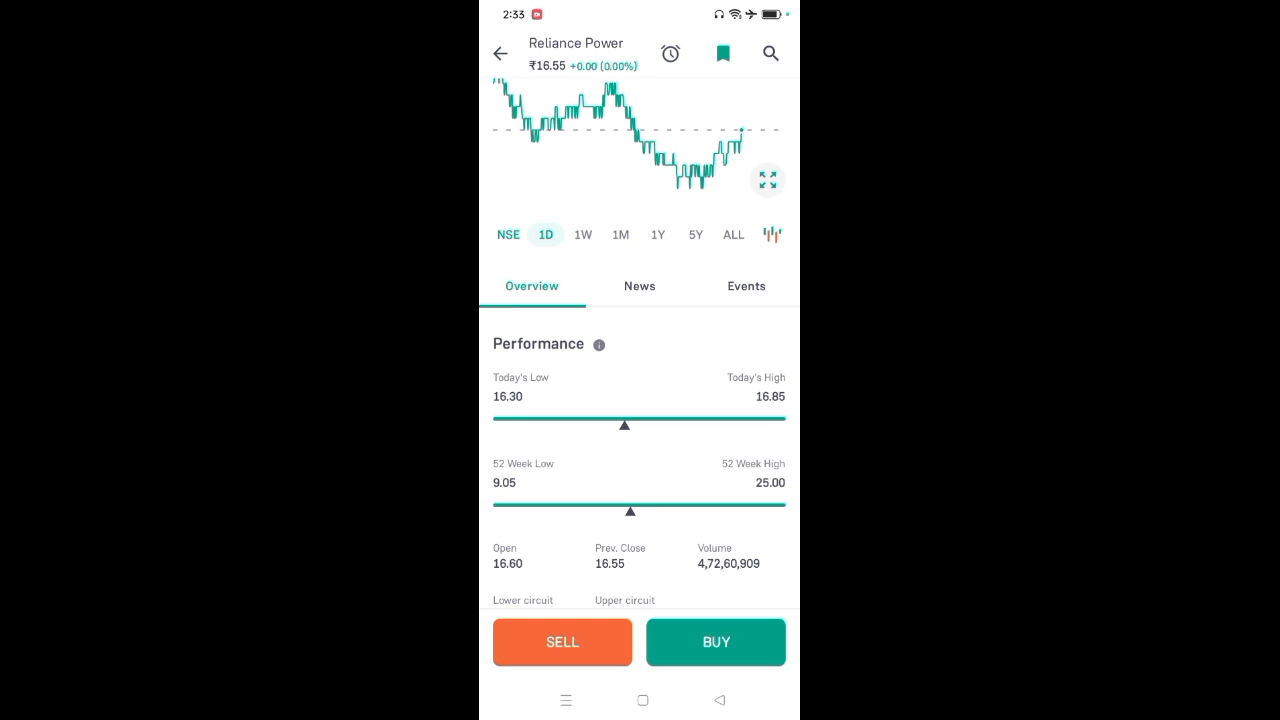 2:33
Reliance Power
₹16.55 +0.00 (0.00%)
NSE 1D 1W 1M 1Y 5Y ALL
Overview News Events
Performance
Today's Low Today's High
16.30 16.85
52 Week Low 52 Week High
9.05 25.00
Open Prev. Close Volume
16.60 16.55 4,72,60,909
Lower circuit Upper circuit
SELL BUY